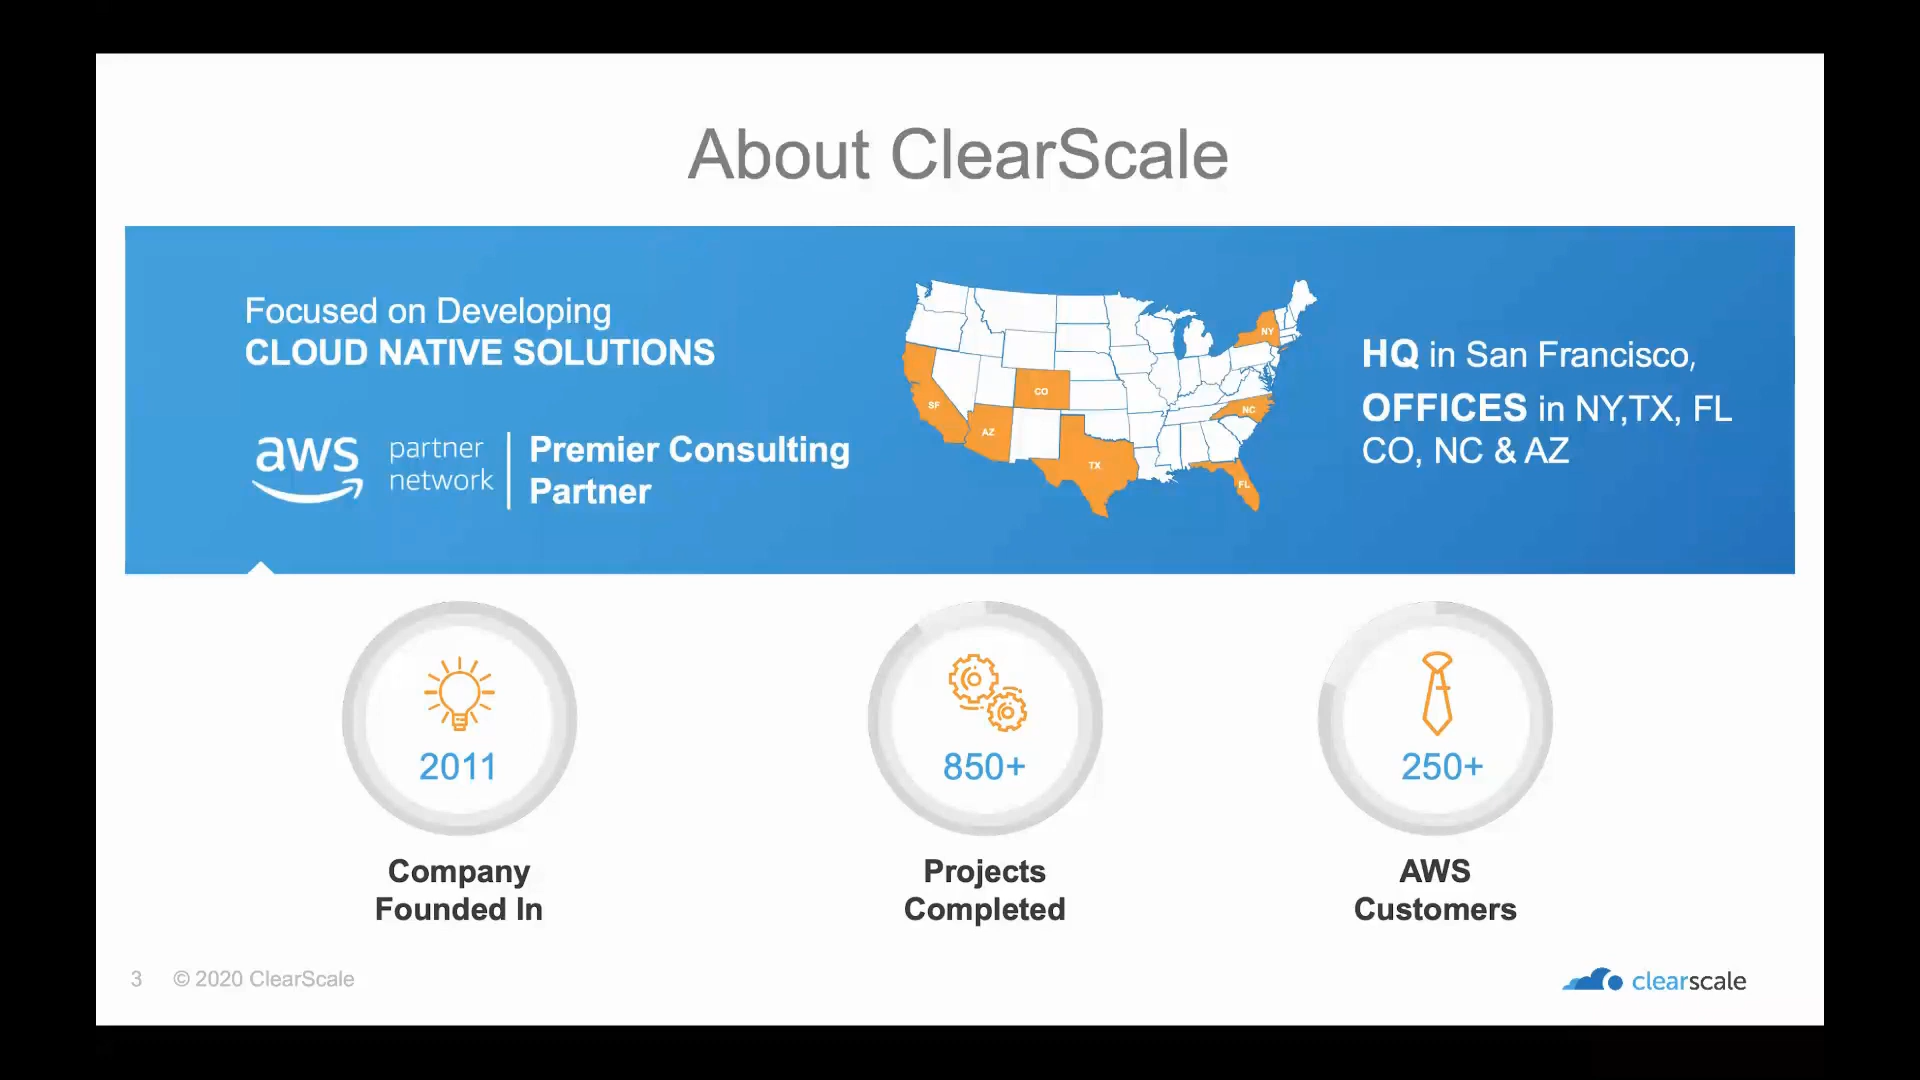 About ClearScale
Focused on Developing
CLOUD NATIVE SOLUTIONS
aws
partner
network
Premier Consulting
Partner
NY
CO
SF
NC
AZ
TX
FL
HQ in San Francisco,
OFFICES in NY,TX, FL
CO, NC & AZ
2011
Company
Founded In
850+
Projects
Completed
250+
AWS
Customers
3
© 2020 ClearScale
clearscale